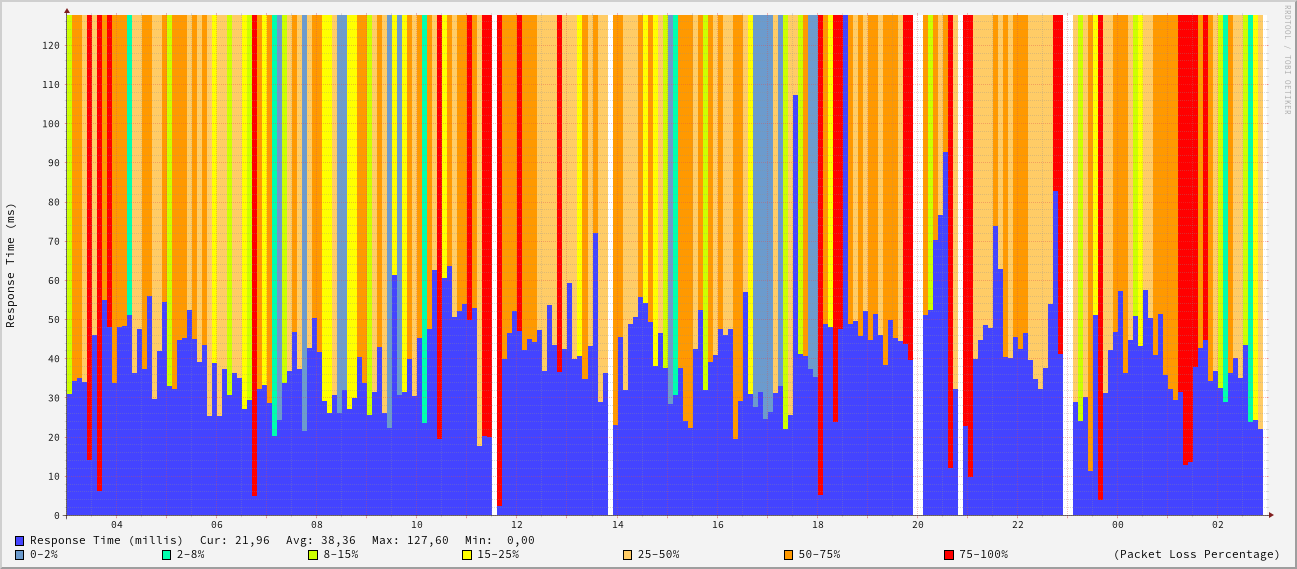 RRDTOOL / TOBI OETIKER
Response Time (ms)
120
110
100
90
80
70
60
50
40
30
20
10
0
04 06 08 10 12 14 16 18 20 22 00 02
Response Time (millis) Cur: 21,96 Avg: 38,36 Max: 127,60 Min: 0,00
0-2% 2-8% 8-15% 15-25% 25-50% 50-75% 75-100% (Packet Loss Percentage)